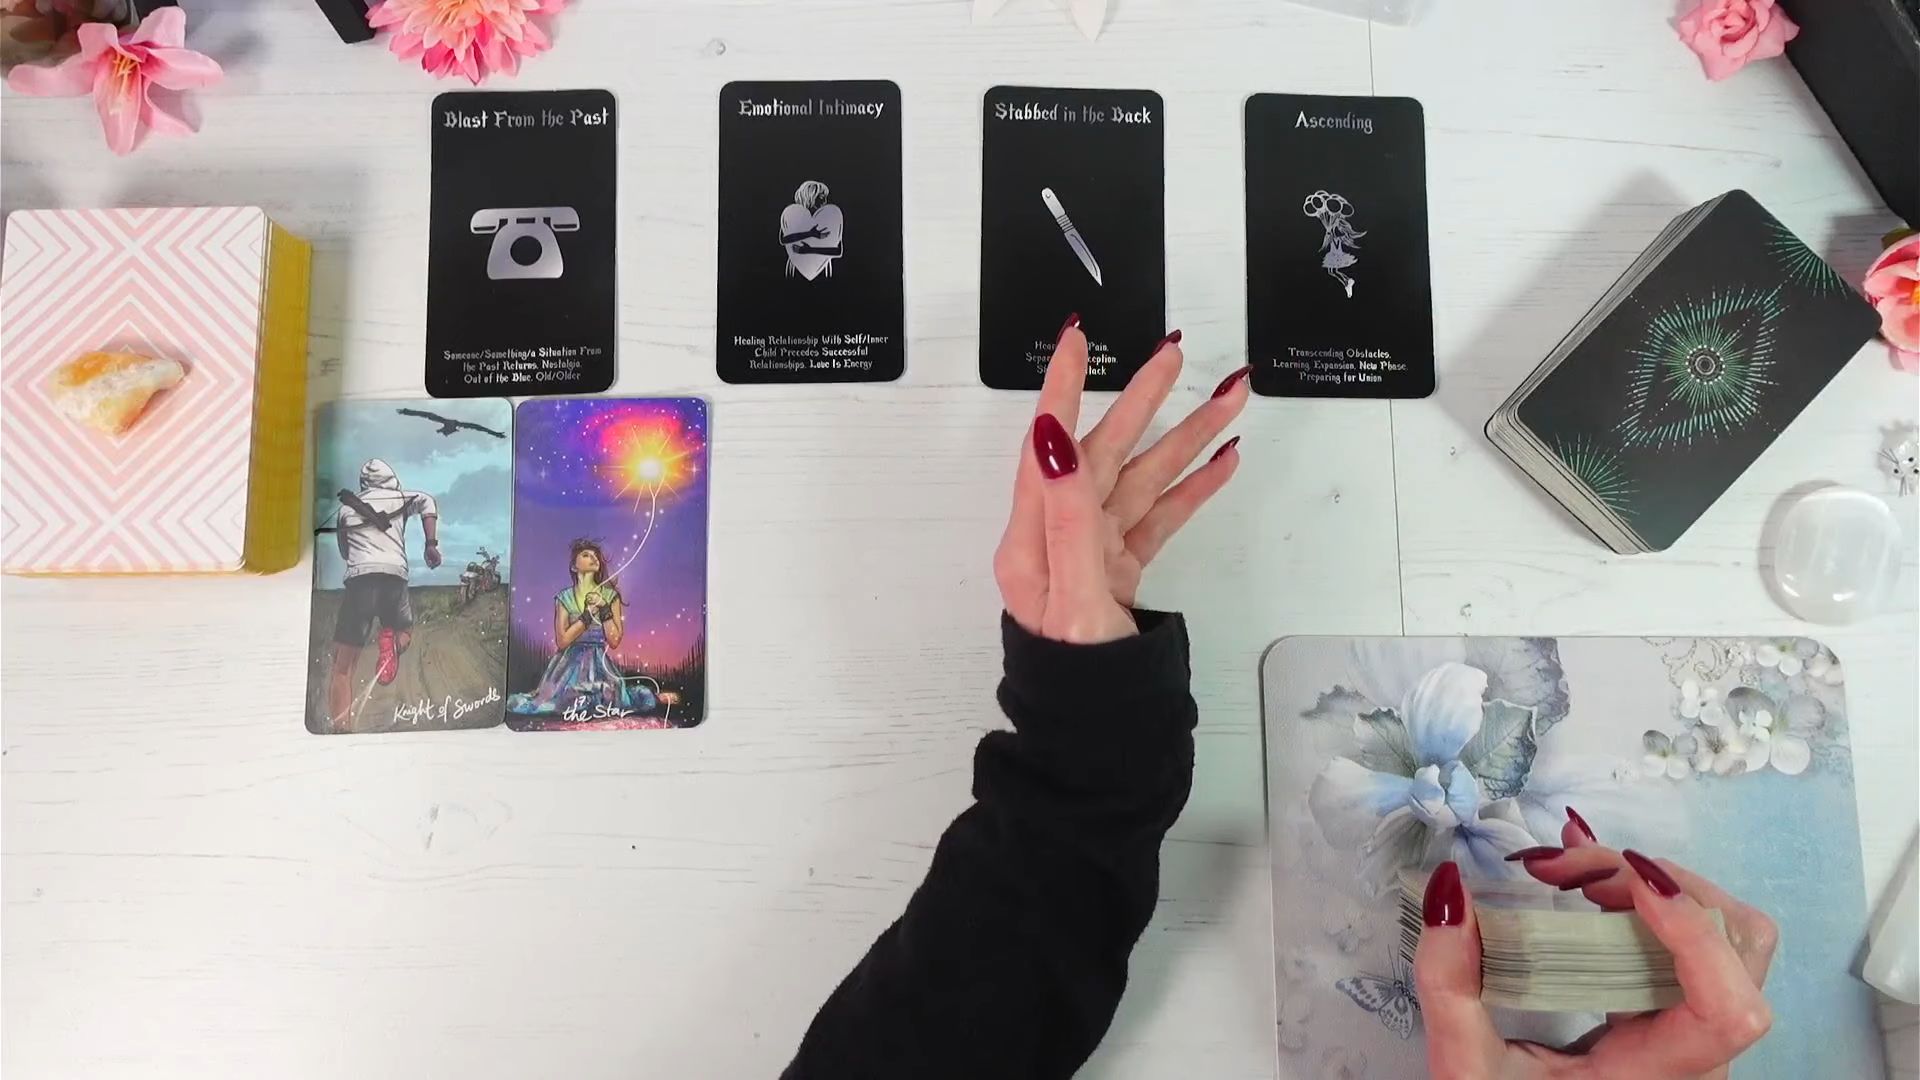 Blast From the Past
Someone/Something/a Situation From
the Past Returns. Nostalgia.
Out of the Blue. Old/Older
Emotional Intimacy
Healing Relationship With Self/Inner
Child Precedes Successful
Relationships. Love Is Energy
Stabbed in the Back
Pain.
Ascending
Transcending Obstacles.
Learning. Expansion. New Phase.
Preparing for Union
Knight of Swords
17
the Star